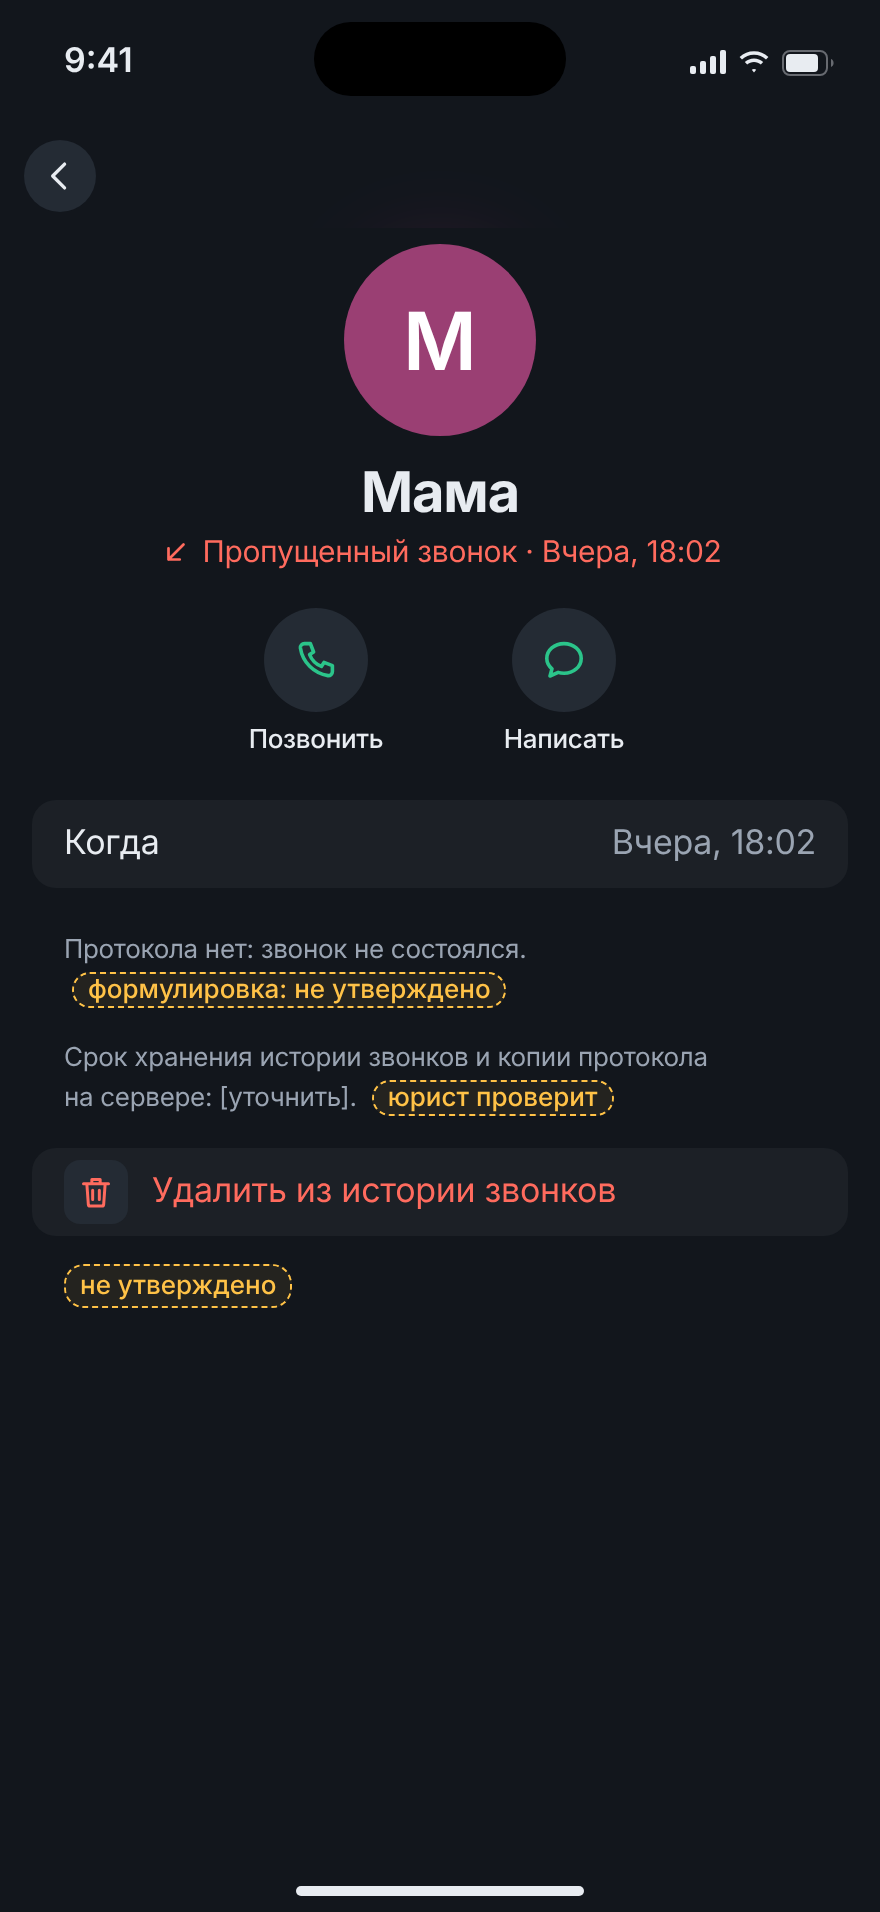 9:41
М
Мама
Пропущенный звонок · Вчера, 18:02
Позвонить
Написать
Когда
Вчера, 18:02
Протокола нет: звонок не состоялся.
формулировка: не утверждено
Срок хранения истории звонков и копии протокола
на сервере: [уточнить]. юрист проверит
Удалить из истории звонков
не утверждено